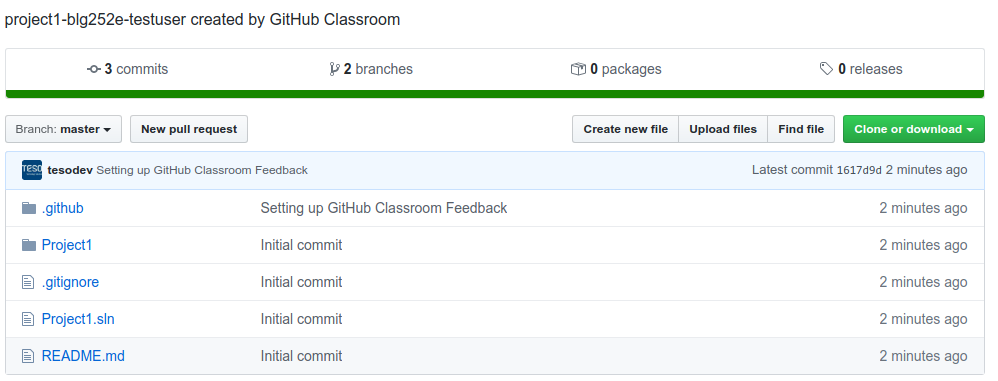 project1-blg252e-testuser created by GitHub Classroom
3 commits 2 branches 0 packages 0 releases
Branch: master New pull request Create new file Upload files Find file Clone or download
TESO tesodev Setting up GitHub Classroom Feedback Latest commit 1617d9d 2 minutes ago
.github Setting up GitHub Classroom Feedback 2 minutes ago
Project1 Initial commit 2 minutes ago
.gitignore Initial commit 2 minutes ago
Project1.sln Initial commit 2 minutes ago
README.md Initial commit 2 minutes ago